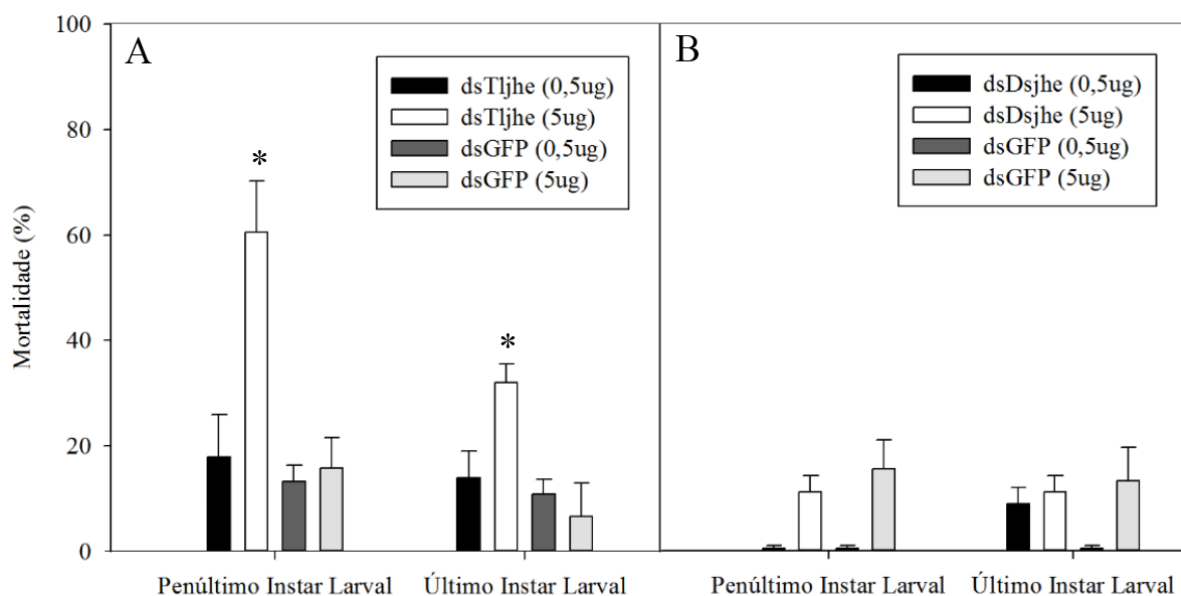 100
80
60
40
20
0
Mortalidade (%)
A
dsTljhe (0,5ug)
dsTljhe (5ug)
dsGFP (0,5ug)
dsGFP (5ug)
*
*
Penúltimo Instar Larval
Último Instar Larval
B
dsDsjhe (0,5ug)
dsDsjhe (5ug)
dsGFP (0,5ug)
dsGFP (5ug)
Penúltimo Instar Larval
Último Instar Larval